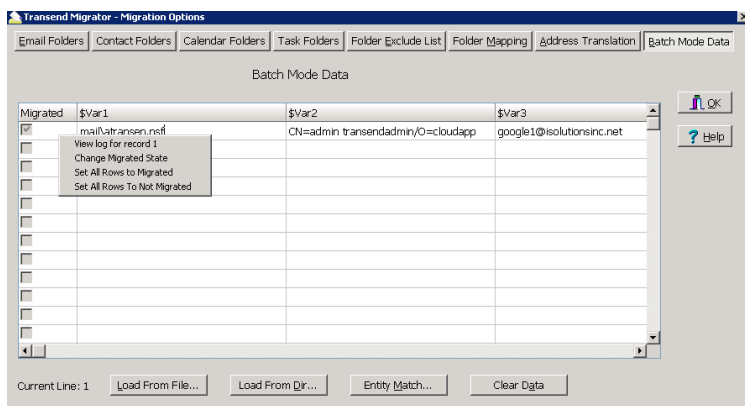 Transend Migrator - Migration Options
Email Folders Contact Folders Calendar Folders Task Folders Folder Exclude List Folder Mapping Address Translation Batch Mode Data
Batch Mode Data
OK
Help
Migrated $Var1 $Var2 $Var3
mail\atransen.nsf CN=admin transendadmin/O=cloudapp google1@isolutionsinc.net
View log for record 1
Change Migrated State
Set All Rows to Migrated
Set All Rows To Not Migrated
Current Line: 1 Load From File... Load From Dir... Entity Match... Clear Data